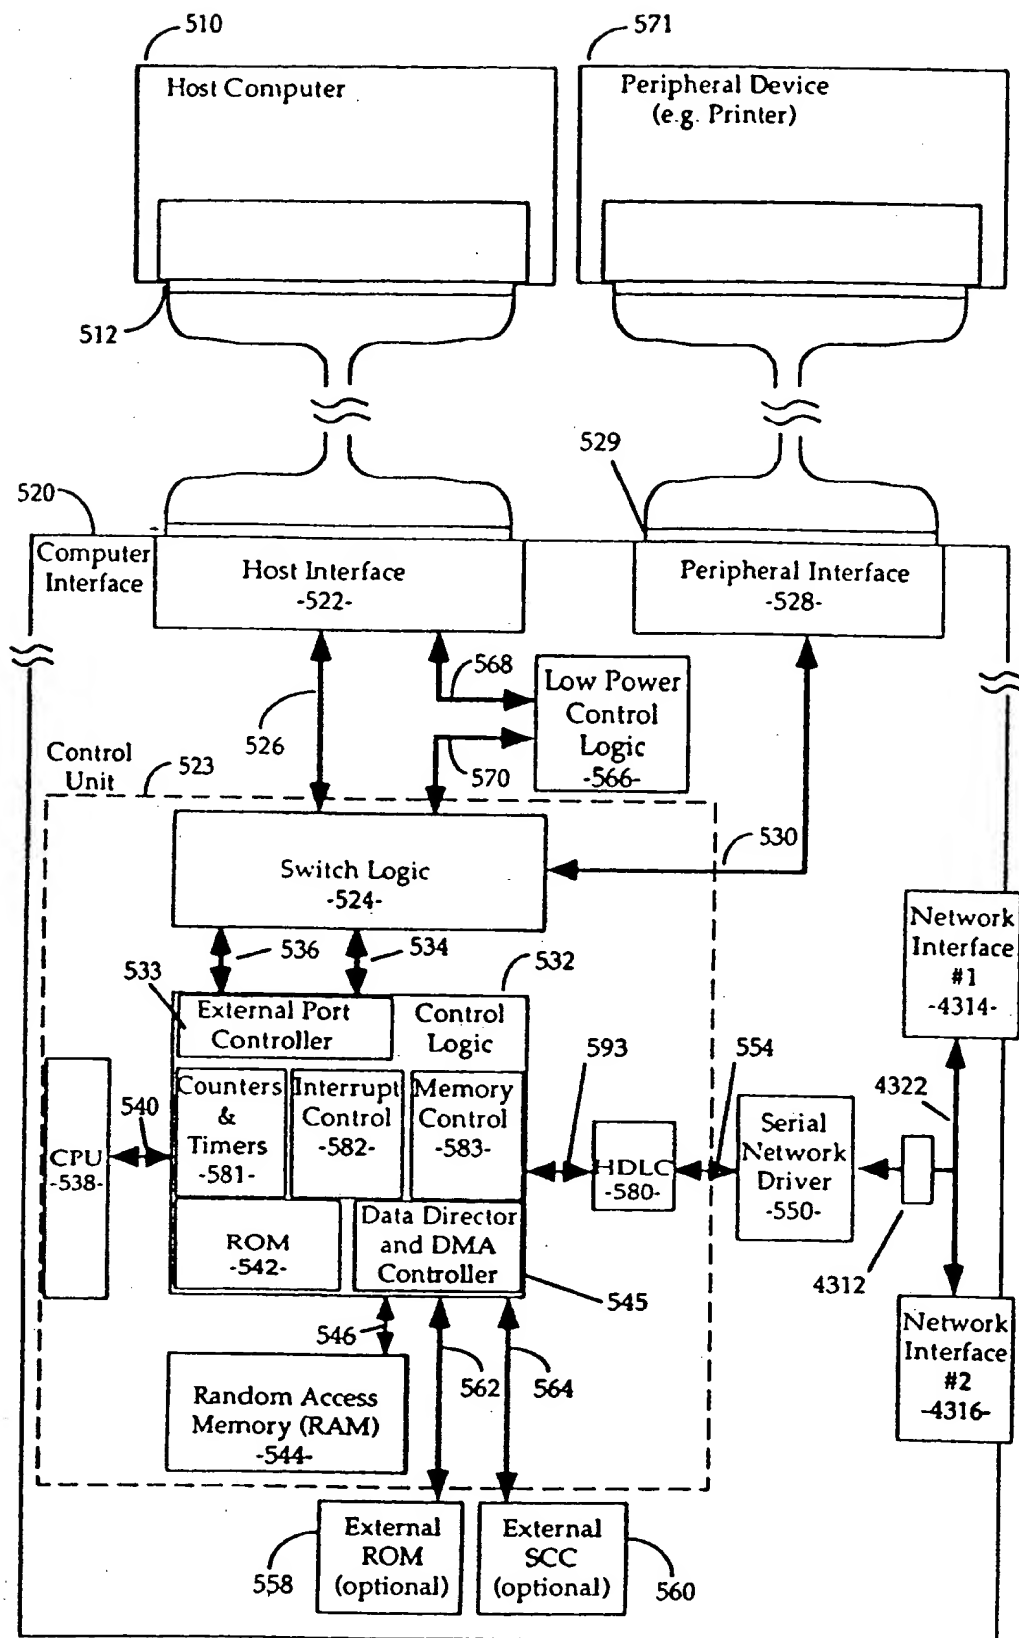 510
571
Host Computer
Peripheral Device
(e.g. Printer)
512
529
520
Computer
Interface
Host Interface
-522-
Peripheral Interface
-528-
568
Low Power
Control
Logic
-566-
526
570
Control
Unit
523
530
Switch Logic
-524-
536
534
532
533
External Port
Controller
Control
Logic
Network
Interface
#1
-4314-
593
554
4322
540
CPU
-538-
Counters
&
Timers
-581-
Interrupt
Control
-582-
Memory
Control
-583-
HDLC
-580-
Serial
Network
Driver
-550-
ROM
-542-
Data Director
and DMA
Controller
4312
545
546
562
564
Network
Interface
#2
-4316-
Random Access
Memory (RAM)
-544-
External
ROM
(optional)
External
SCC
(optional)
558
560